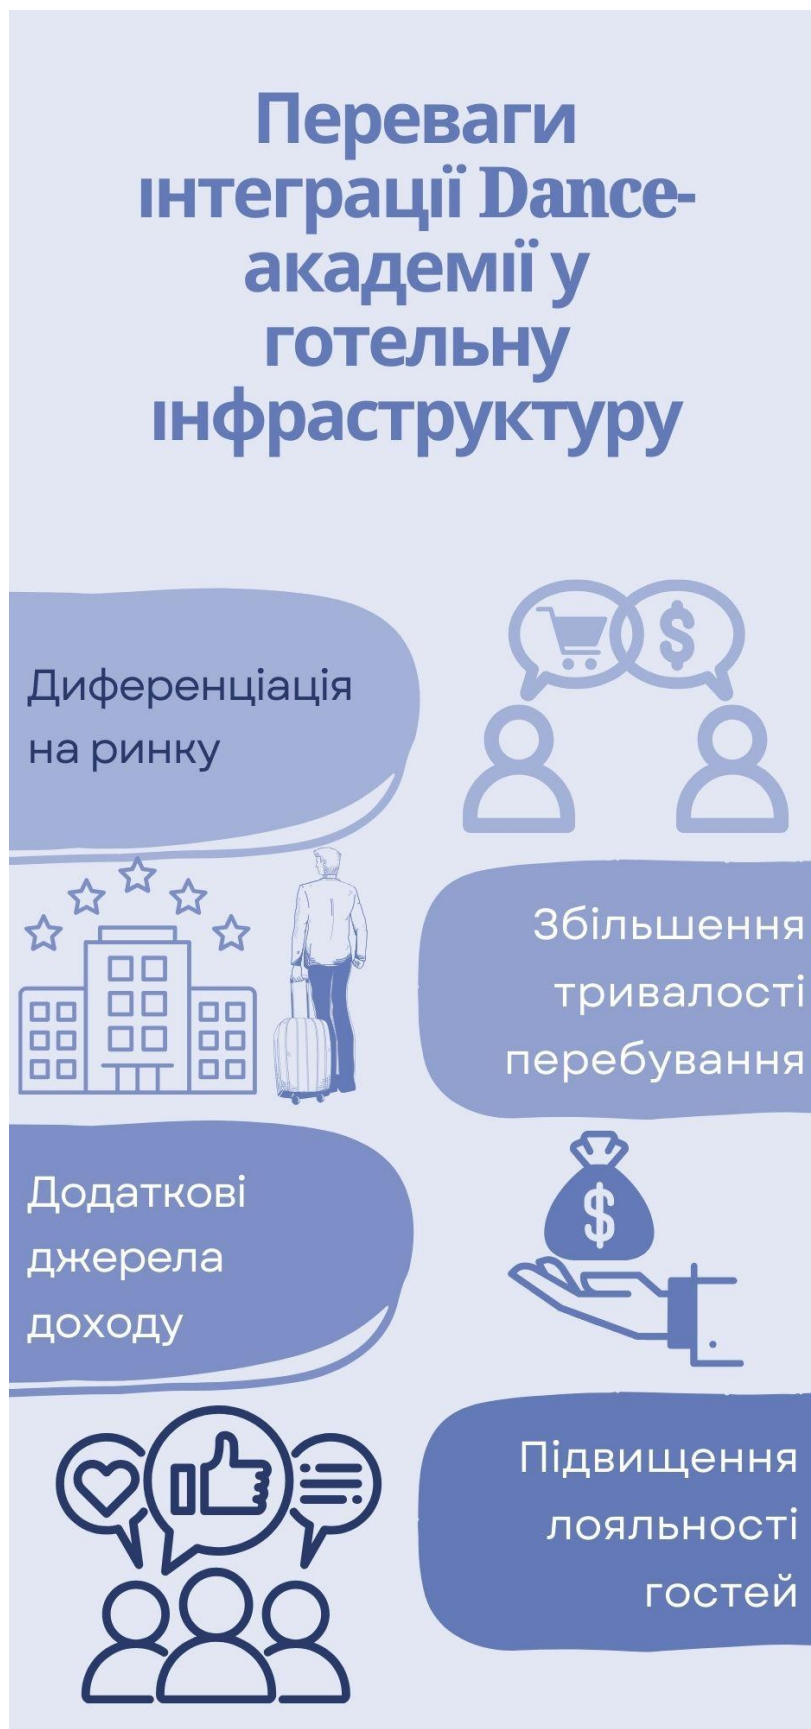 Переваги
інтеграції Dance-
академії у
готельну
інфраструктуру
Диференціація
на ринку
Збільшення
тривалості
перебування
Додаткові
джерела
доходу
Підвищення
лояльності
гостей